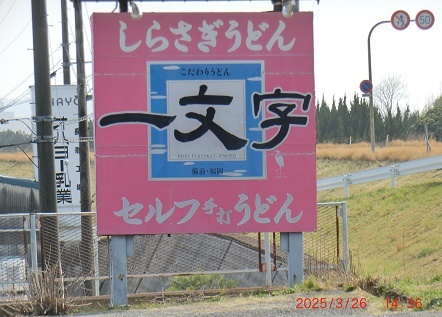 しらさぎうどん
こだわりうどん
一文字
備前・福岡
セルフ手打うどん
50
2025/3/26 14:36